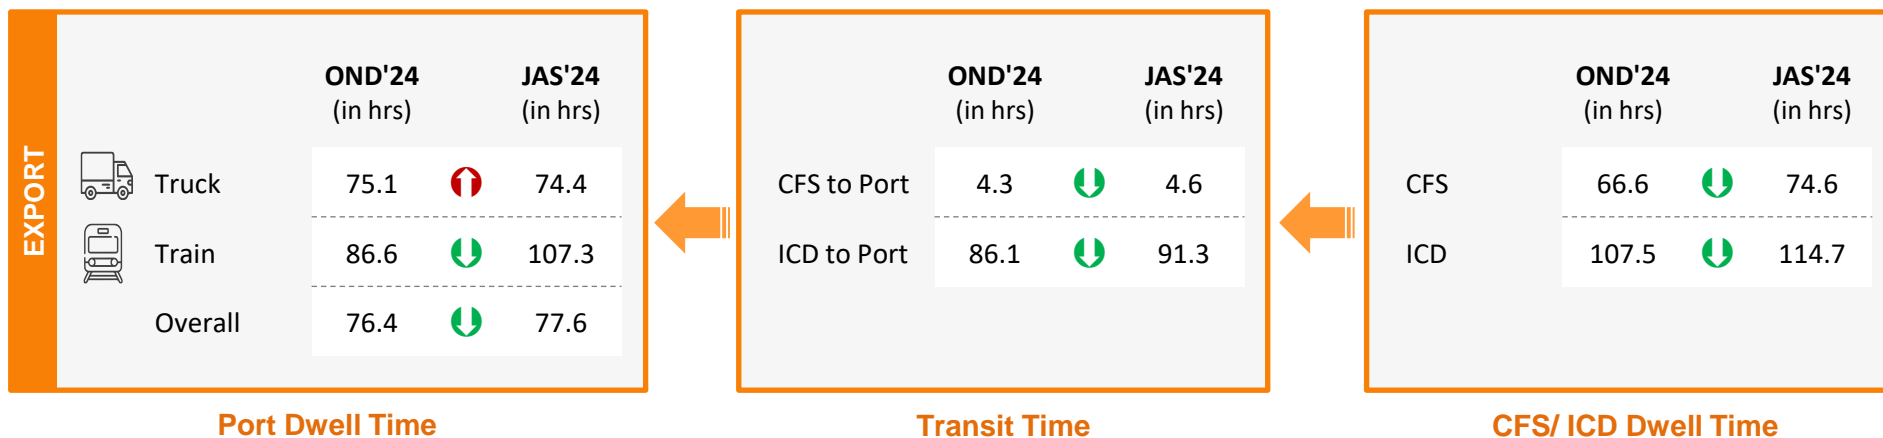 EXPORT
OND'24 JAS'24
(in hrs) (in hrs)
Truck 75.1 74.4
Train 86.6 107.3
Overall 76.4 77.6
Port Dwell Time
OND'24 JAS'24
(in hrs) (in hrs)
CFS to Port 4.3 4.6
ICD to Port 86.1 91.3
Transit Time
OND'24 JAS'24
(in hrs) (in hrs)
CFS 66.6 74.6
ICD 107.5 114.7
CFS/ ICD Dwell Time